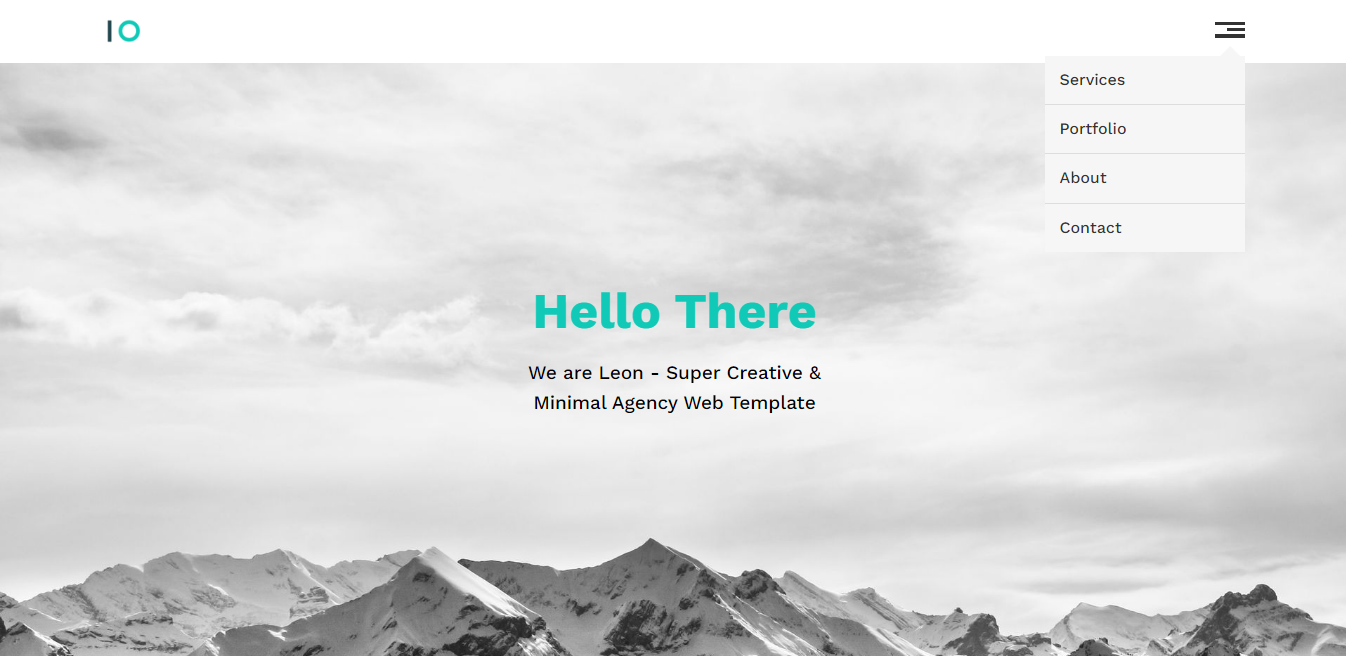 IO
Services
Portfolio
About
Contact
Hello There
We are Leon - Super Creative &
Minimal Agency Web Template